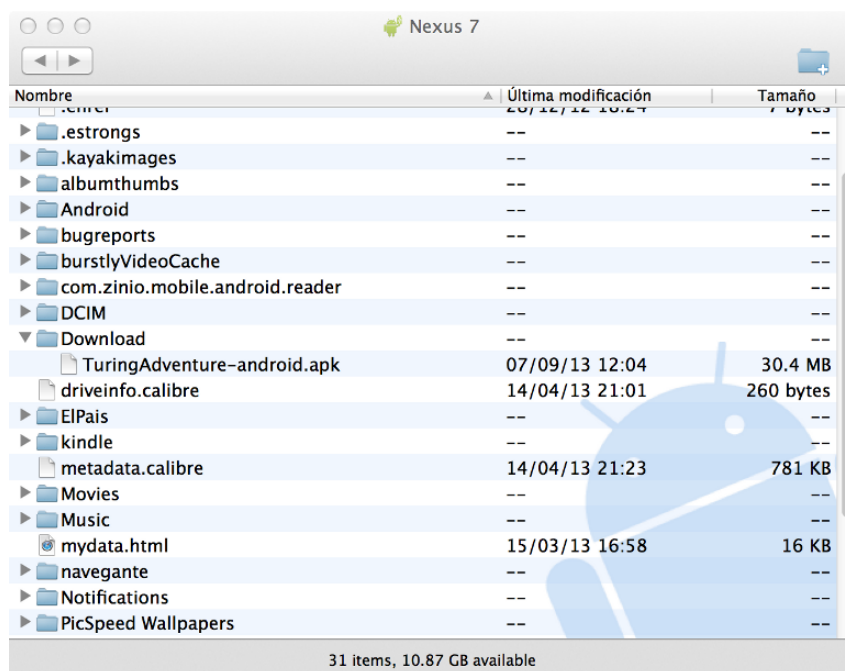 Nexus 7
Nombre Última modificación Tamaño
.estrongs -- --
.kayakimages -- --
albumthumbs -- --
Android -- --
bugreports -- --
burstlyVideoCache -- --
com.zinio.mobile.android.reader -- --
DCIM -- --
Download -- --
TuringAdventure-android.apk 07/09/13 12:04 30.4 MB
driveinfo.calibre 14/04/13 21:01 260 bytes
ElPais -- --
kindle -- --
metadata.calibre 14/04/13 21:23 781 KB
Movies -- --
Music -- --
mydata.html 15/03/13 16:58 16 KB
navegante -- --
Notifications -- --
PicSpeed Wallpapers -- --
31 items, 10.87 GB available